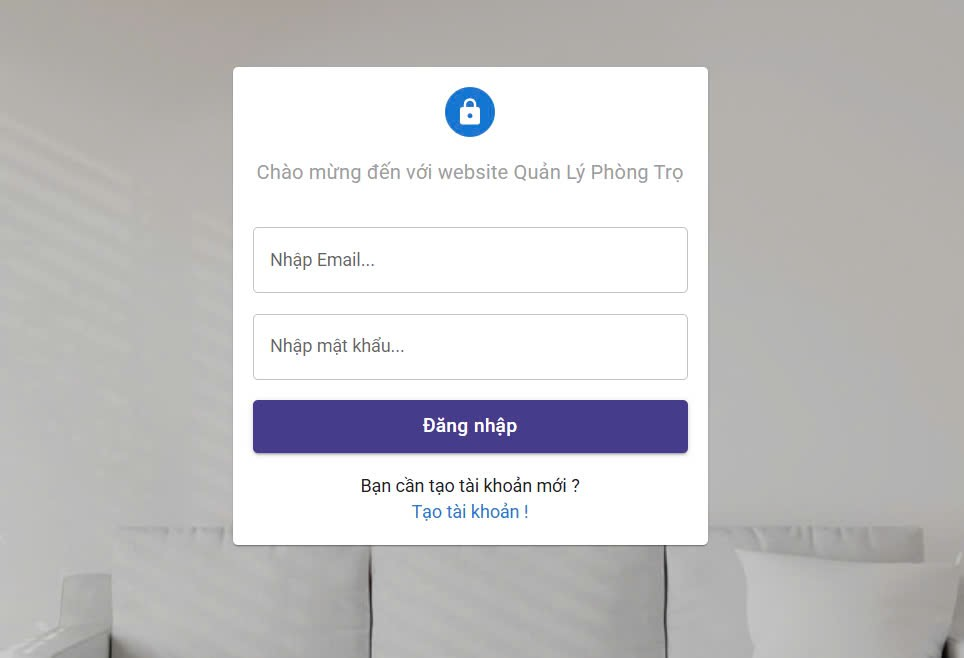 Chào mừng đến với website Quản Lý Phòng Trọ
Nhập Email...
Nhập mật khẩu...
Đăng nhập
Bạn cần tạo tài khoản mới ?
Tạo tài khoản !